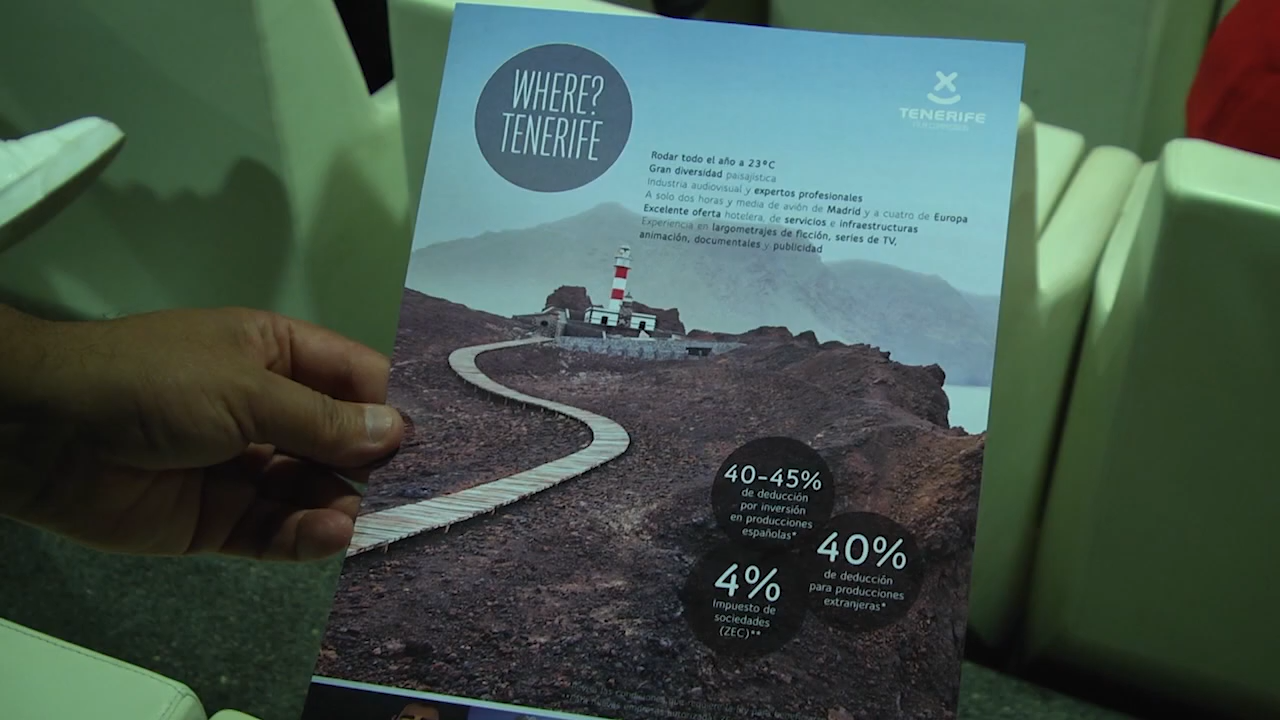 WHERE?
TENERIFE
TENERIFE
Rodar todo el año a 23ºC
Gran diversidad paisajística
Industria audiovisual y expertos profesionales
A solo dos horas y media de avión de Madrid y a cuatro de Europa
Excelente oferta hotelera, de servicios e infraestructuras
Experiencia en largometrajes de ficción, series de TV,
animación, documentales y publicidad
40-45%
de deducción
por inversión
en producciones
españolas*
40%
de deducción
para producciones
extranjeras*
4%
Impuesto de
sociedades
(ZEC)**